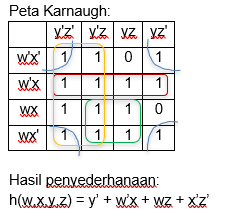 Peta Karnaugh:
y'z' y'z yz yz'
w'x' 1 1 0 1
w'x 1 1 1 1
wx 1 1 1 0
wx' 1 1 1 1
Hasil penyederhanaan:
h(w,x,y,z) = y' + w'x + wz + x'z'